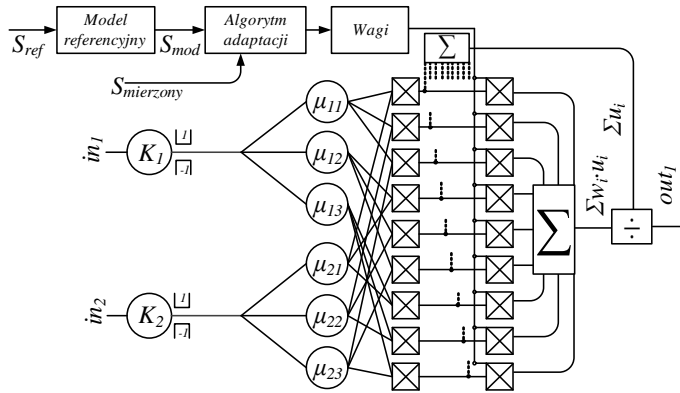 Model
referencyjny
Algorytm
adaptacji
Wagi
S_ref
S_mod
S_mierzony
Σ
Σu_i
in_1
K_1
1
-1
μ_11
μ_12
μ_13
in_2
K_2
1
-1
μ_21
μ_22
μ_23
Σ
Σw_i·u_i
÷
out_1